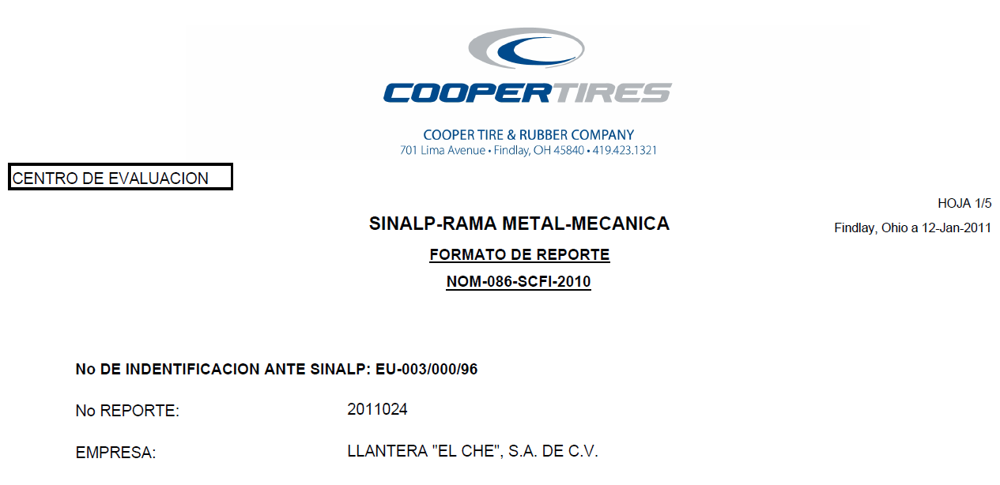 COOPERTIRES
COOPER TIRE & RUBBER COMPANY
701 Lima Avenue • Findlay, OH 45840 • 419.423.1321
CENTRO DE EVALUACION
HOJA 1/5
SINALP-RAMA METAL-MECANICA
Findlay, Ohio a 12-Jan-2011
FORMATO DE REPORTE
NOM-086-SCFI-2010
No DE INDENTIFICACION ANTE SINALP: EU-003/000/96
No REPORTE: 2011024
EMPRESA: LLANTERA "EL CHE", S.A. DE C.V.